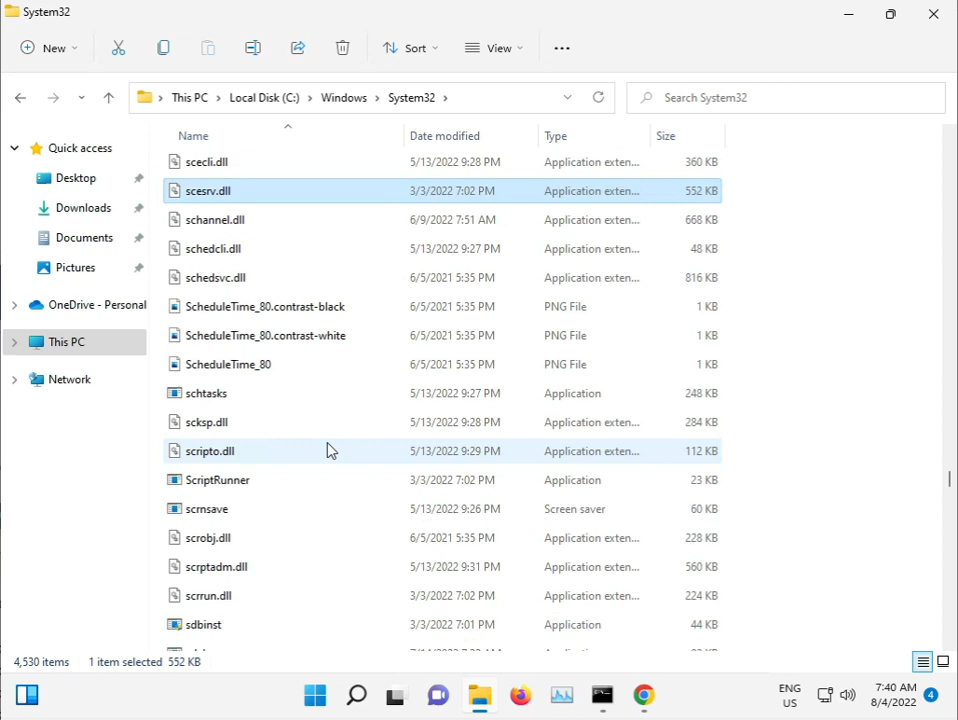 System32
New
Sort
View
This PC
Local Disk (C:)
Windows
System32
Search System32
Name
Date modified
Type
Size
Quick access
Desktop
Downloads
Documents
Pictures
OneDrive - Personal
This PC
Network
scecli.dll 5/13/2022 9:28 PM Application exten... 360 KB
scesrv.dll 3/3/2022 7:02 PM Application exten... 552 KB
schannel.dll 6/9/2022 7:51 AM Application exten... 668 KB
schedcli.dll 5/13/2022 9:27 PM Application exten... 48 KB
schedsvc.dll 6/5/2021 5:35 PM Application exten... 816 KB
ScheduleTime_80.contrast-black 6/5/2021 5:35 PM PNG File 1 KB
ScheduleTime_80.contrast-white 6/5/2021 5:35 PM PNG File 1 KB
ScheduleTime_80 6/5/2021 5:35 PM PNG File 1 KB
schtasks 5/13/2022 9:27 PM Application 248 KB
scksp.dll 5/13/2022 9:28 PM Application exten... 284 KB
scripto.dll 5/13/2022 9:29 PM Application exten... 112 KB
ScriptRunner 3/3/2022 7:02 PM Application 23 KB
scrnsave 5/13/2022 9:26 PM Screen saver 60 KB
scrobj.dll 6/5/2021 5:35 PM Application exten... 228 KB
scrptadm.dll 5/13/2022 9:31 PM Application exten... 560 KB
scrrun.dll 3/3/2022 7:02 PM Application exten... 224 KB
sdbinst 3/3/2022 7:01 PM Application 44 KB
4,530 items 1 item selected 552 KB
ENG
US
7:40 AM
8/4/2022
4